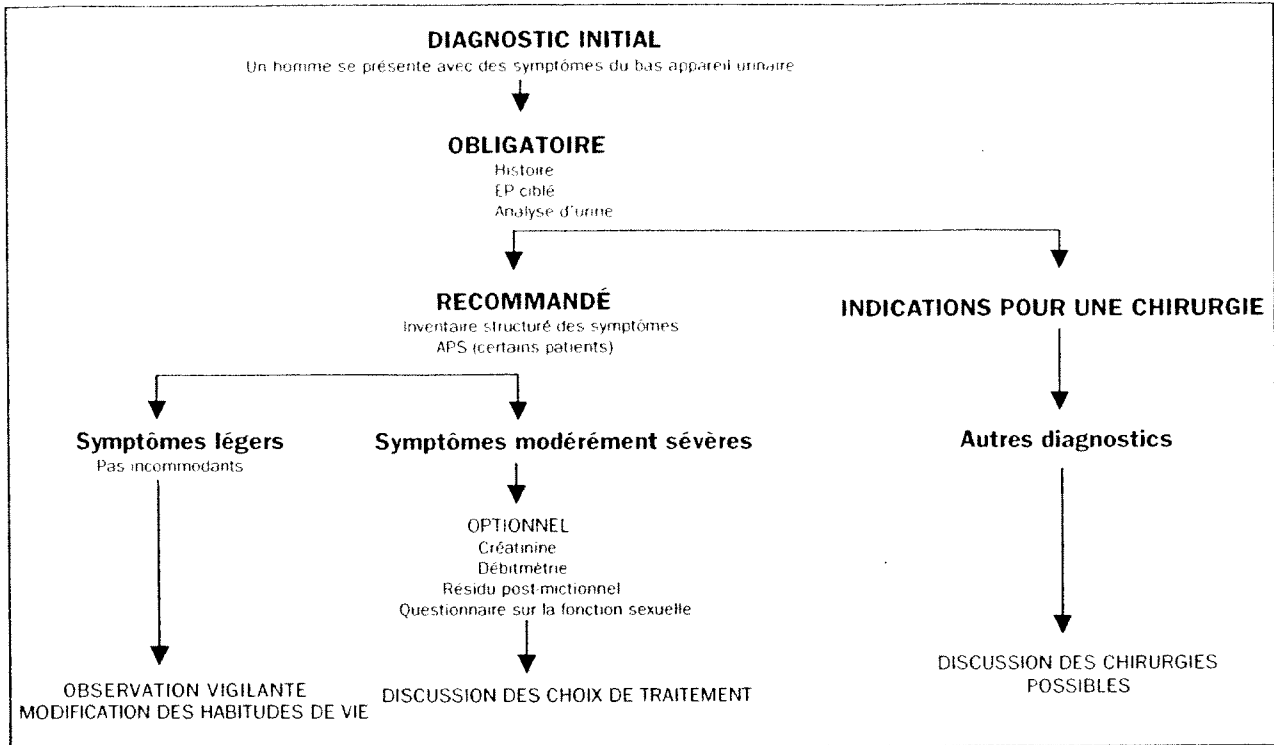 DIAGNOSTIC INITIAL
Un homme se présente avec des symptômes du bas appareil urinaire
OBLIGATOIRE
Histoire
EP ciblé
Analyse d'urine
RECOMMANDÉ
Inventaire structuré des symptômes
APS (certains patients)
INDICATIONS POUR UNE CHIRURGIE
Symptômes légers
Pas incommodants
Symptômes modérément sévères
Autres diagnostics
OPTIONNEL
Créatinine
Débitmétrie
Résidu post-mictionnel
Questionnaire sur la fonction sexuelle
OBSERVATION VIGILANTE
MODIFICATION DES HABITUDES DE VIE
DISCUSSION DES CHOIX DE TRAITEMENT
DISCUSSION DES CHIRURGIES
POSSIBLES